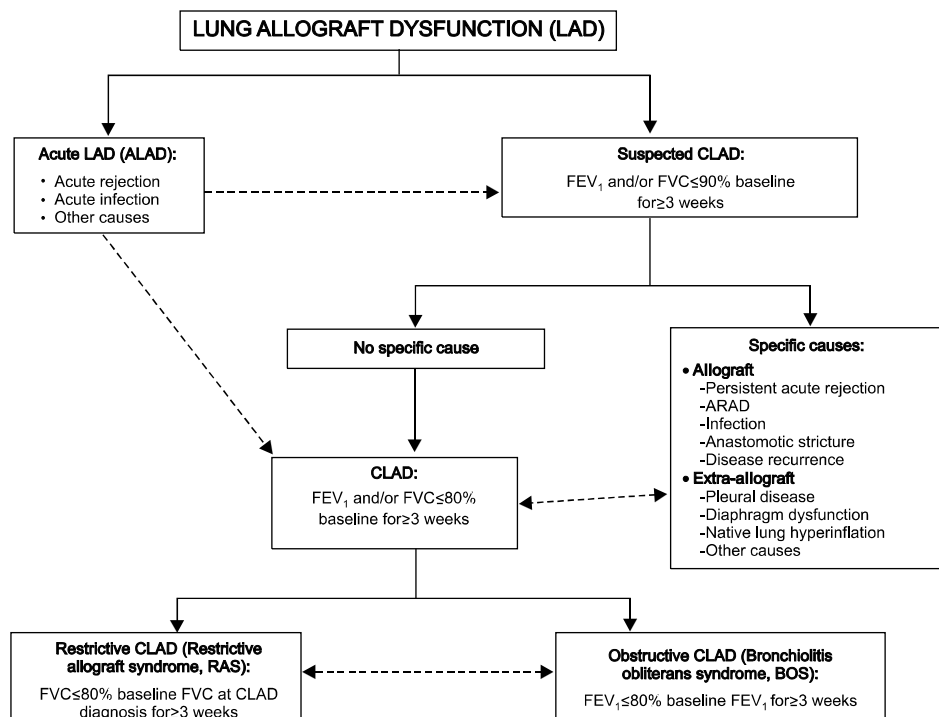 LUNG ALLOGRAFT DYSFUNCTION (LAD)
Acute LAD (ALAD):
• Acute rejection
• Acute infection
• Other causes
Suspected CLAD:
FEV₁ and/or FVC≤90% baseline
for≥3 weeks
No specific cause
Specific causes:
• Allograft
-Persistent acute rejection
-ARAD
-Infection
-Anastomotic stricture
-Disease recurrence
• Extra-allograft
-Pleural disease
-Diaphragm dysfunction
-Native lung hyperinflation
-Other causes
CLAD:
FEV₁ and/or FVC≤80%
baseline for≥3 weeks
Restrictive CLAD (Restrictive
allograft syndrome, RAS):
FVC≤80% baseline FVC at CLAD
diagnosis for≥3 weeks
Obstructive CLAD (Bronchiolitis
obliterans syndrome, BOS):
FEV₁≤80% baseline FEV₁ for≥3 weeks